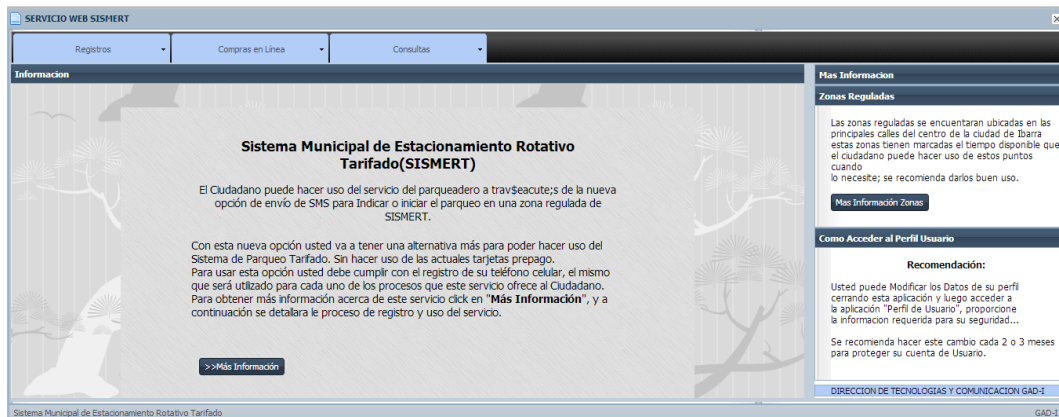 SERVICIO WEB SISMERT
Registros
Compras en Línea
Consultas
Informacion
Sistema Municipal de Estacionamiento Rotativo
Tarifado(SISMERT)
El Ciudadano puede hacer uso del servicio del parqueadero a trav$eacute;s de la nueva
opción de envío de SMS para Indicar o iniciar el parqueo en una zona regulada de
SISMERT.
Con esta nueva opción usted va a tener una alternativa más para poder hacer uso del
Sistema de Parqueo Tarifado. Sin hacer uso de las actuales tarjetas prepago.
Para usar esta opción usted debe cumplir con el registro de su teléfono celular, el mismo
que será utilizado para cada uno de los procesos que este servicio ofrece al Ciudadano.
Para obtener más información acerca de este servicio click en "Más Información", y a
continuación se detallara le proceso de registro y uso del servicio.
>>Más Información
Mas Informacion
Zonas Reguladas
Las zonas reguladas se encuentaran ubicadas en las
principales calles del centro de la ciudad de Ibarra
estas zonas tienen marcadas el tiempo disponible que
el ciudadano puede hacer uso de estos puntos
cuando
lo necesite; se recomienda darlos buen uso.
Mas Información Zonas
Como Acceder al Perfil Usuario
Recomendación:
Usted puede Modificar los Datos de su perfil
cerrando esta aplicación y luego acceder a
la aplicación "Perfil de Usuario", proporcione
la informacion requerida para su seguridad...
Se recomienda hacer este cambio cada 2 o 3 meses
para proteger su cuenta de Usuario.
DIRECCION DE TECNOLOGIAS Y COMUNICACION GAD-I
Sistema Municipal de Estacionamiento Rotativo Tarifado
GAD-I